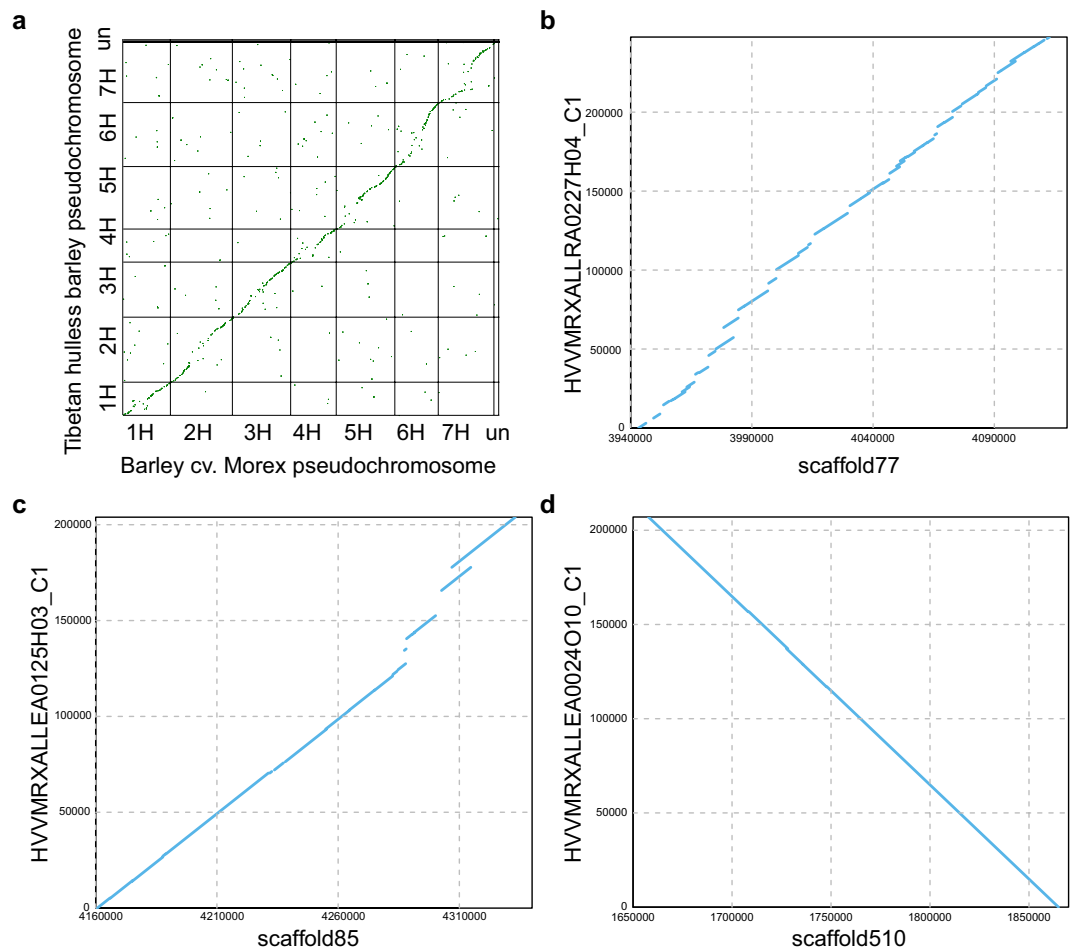 a
Tibetan hulless barley pseudochromosome
un
7H
6H
5H
4H
3H
2H
1H
1H 2H 3H 4H 5H 6H 7H un
Barley cv. Morex pseudochromosome
b
HVVMRXALLRA0227H04_C1
200000
150000
100000
50000
0
3940000 3990000 4040000 4090000
scaffold77
c
HVVMRXALLEA0125H03_C1
200000
150000
100000
50000
0
4160000 4210000 4260000 4310000
scaffold85
d
HVVMRXALLEA0024O10_C1
200000
150000
100000
50000
0
1650000 1700000 1750000 1800000 1850000
scaffold510